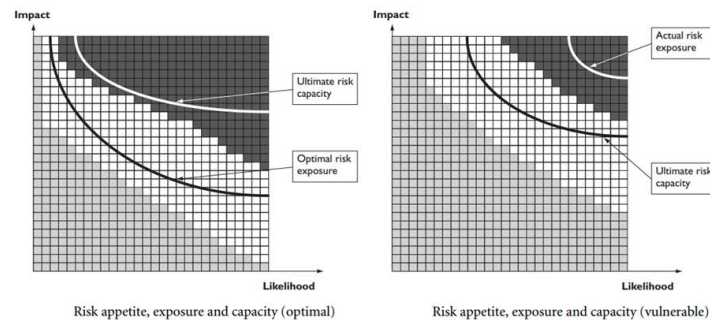 Impact
Ultimate risk
capacity
Optimal risk
exposure
Likelihood
Risk appetite, exposure and capacity (optimal)
Impact
Actual risk
exposure
Ultimate risk
capacity
Likelihood
Risk appetite, exposure and capacity (vulnerable)